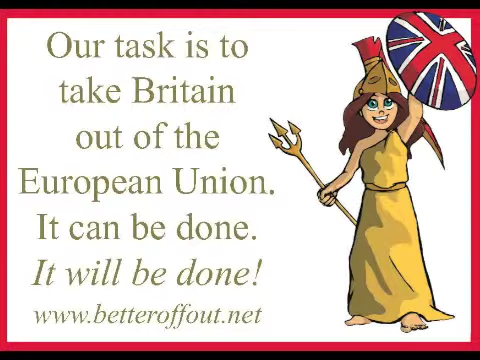 Our task is to
take Britain
out of the
European Union.
It can be done.
It will be done!
www.betteroffout.net